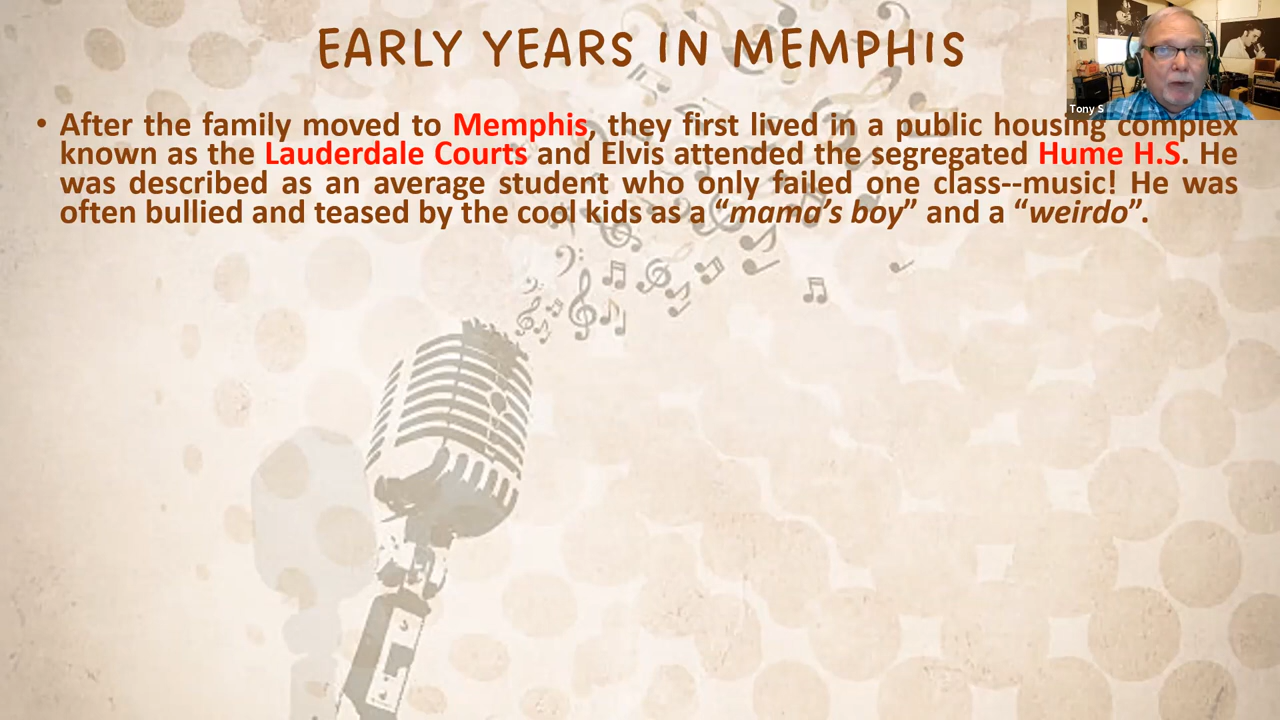 EARLY YEARS IN MEMPHIS
Tony S
• After the family moved to Memphis, they first lived in a public housing complex
known as the Lauderdale Courts and Elvis attended the segregated Hume H.S. He
was described as an average student who only failed one class--music! He was
often bullied and teased by the cool kids as a “mama’s boy” and a “weirdo”.